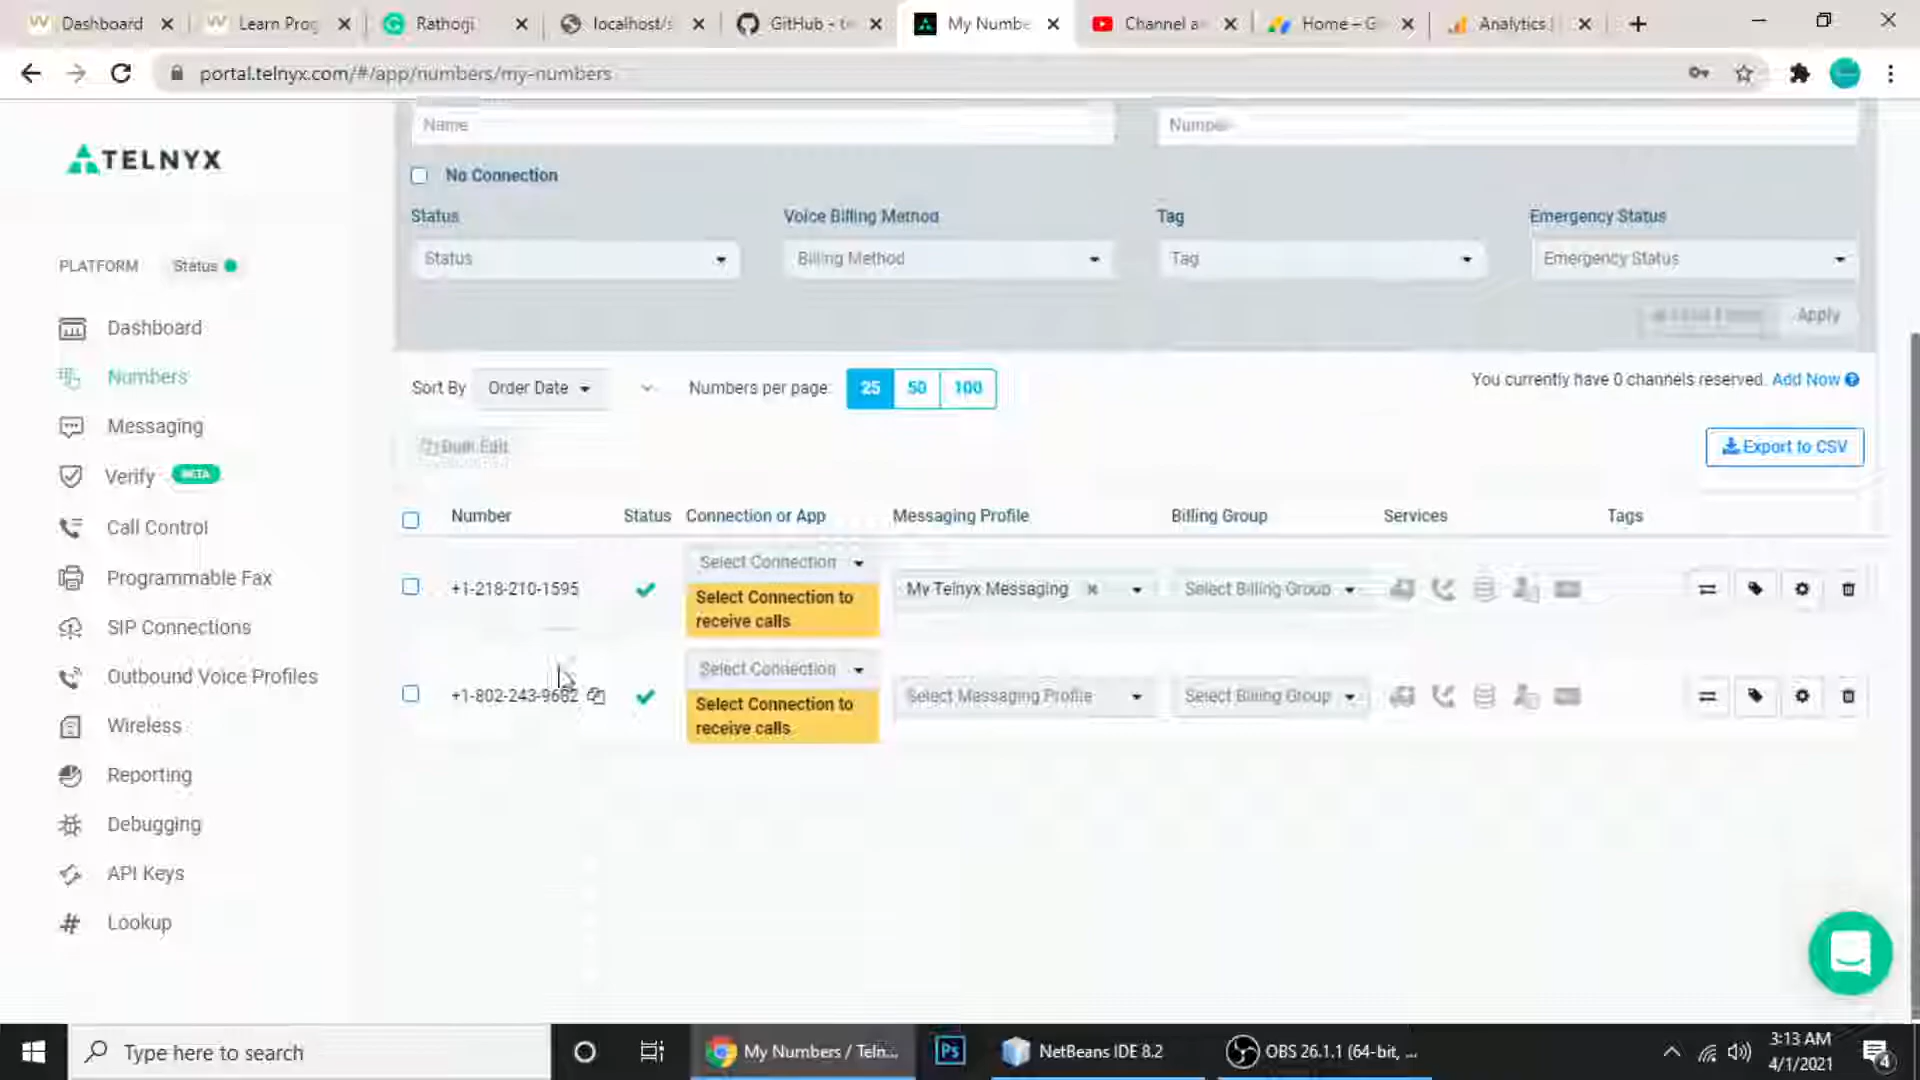 Dashboard
Learn Prog
Rathorji
localhost/s
GitHub - t
My Numbe
Channel a
Home – G
Analytics
portal.telnyx.com/#/app/numbers/my-numbers
TELNYX
PLATFORM Status
Dashboard
Numbers
Messaging
Verify BETA
Call Control
Programmable Fax
SIP Connections
Outbound Voice Profiles
Wireless
Reporting
Debugging
API Keys
Lookup
Name Number
No Connection
Status Voice Billing Method Tag Emergency Status
Status Billing Method Tag Emergency Status
Apply
Sort By Order Date Numbers per page: 25 50 100 You currently have 0 channels reserved. Add Now
Bulk Edit Export to CSV
Number Status Connection or App Messaging Profile Billing Group Services Tags
Select Connection
+1-218-210-1595 My Telnyx Messaging Select Billing Group
Select Connection to
receive calls
Select Connection
+1-802-243-9682 Select Messaging Profile Select Billing Group
Select Connection to
receive calls
Type here to search
My Numbers / Teln...
Ps
NetBeans IDE 8.2
OBS 26.1.1 (64-bit, ...
3:13 AM
4/1/2021
4